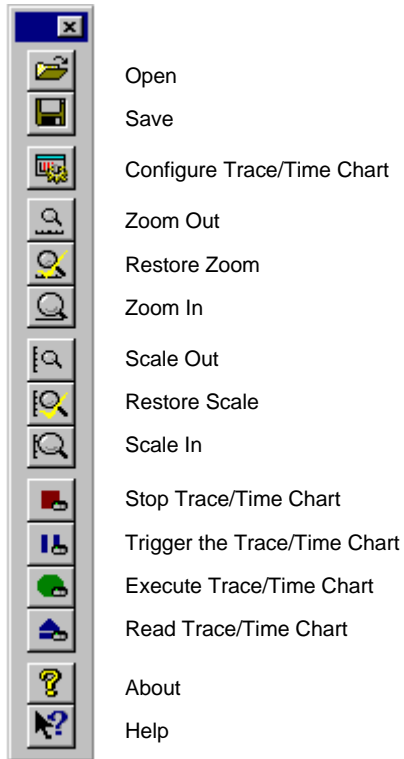 Open
Save
Configure Trace/Time Chart
Zoom Out
Restore Zoom
Zoom In
Scale Out
Restore Scale
Scale In
Stop Trace/Time Chart
Trigger the Trace/Time Chart
Execute Trace/Time Chart
Read Trace/Time Chart
About
Help